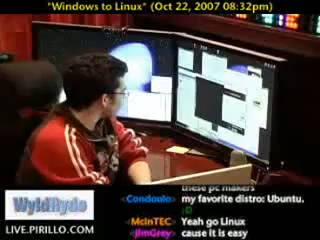 *Windows to Linux* (Oct 22, 2007 08:32pm)
these pc makers
<Condoulo> my favorite distro: Ubuntu.
;D
<McInTEC> Yeah go Linux
<JimGrey> cause it is easy
WyldRyde
LIVE.PIRILLO.COM